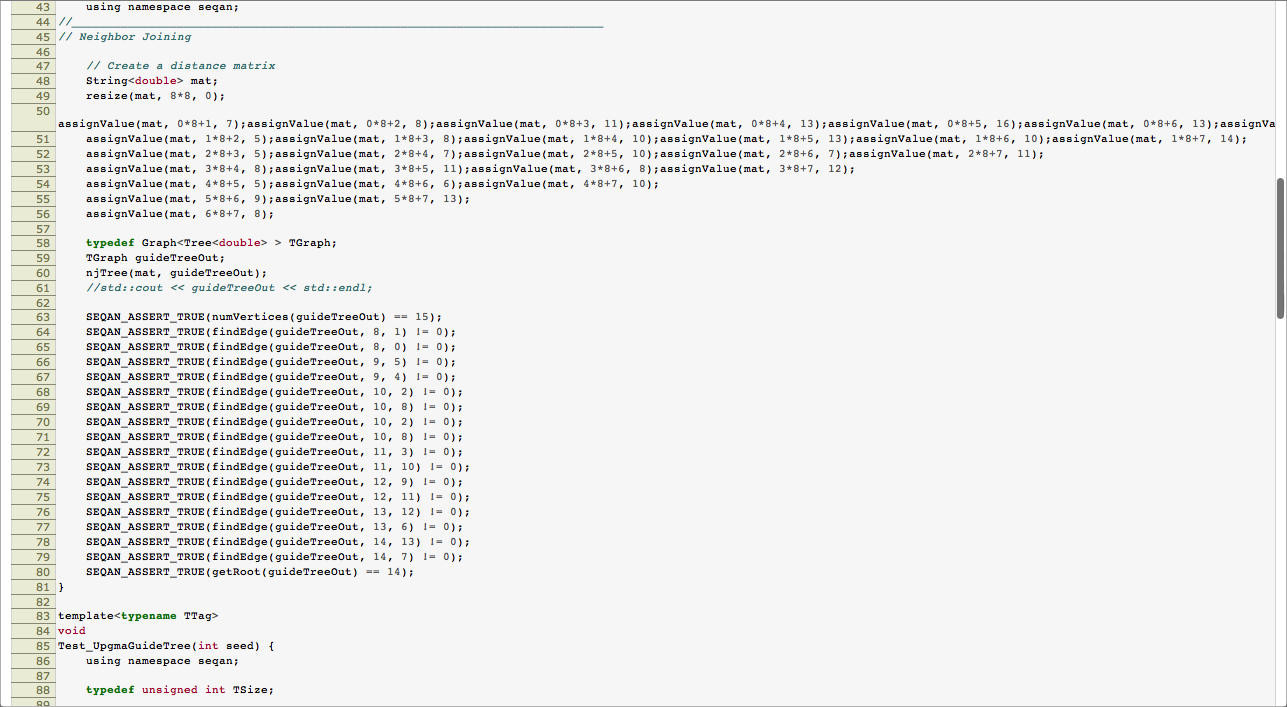 43     using namespace seqan;
44 //____________________________________________________________________________
45 // Neighbor Joining
46
47     // Create a distance matrix
48     String<double> mat;
49     resize(mat, 8*8, 0);
50
assignValue(mat, 0*8+1, 7);assignValue(mat, 0*8+2, 8);assignValue(mat, 0*8+3, 11);assignValue(mat, 0*8+4, 13);assignValue(mat, 0*8+5, 16);assignValue(mat, 0*8+6, 13);assignVa
51     assignValue(mat, 1*8+2, 5);assignValue(mat, 1*8+3, 8);assignValue(mat, 1*8+4, 10);assignValue(mat, 1*8+5, 13);assignValue(mat, 1*8+6, 10);assignValue(mat, 1*8+7, 14);
52     assignValue(mat, 2*8+3, 5);assignValue(mat, 2*8+4, 7);assignValue(mat, 2*8+5, 10);assignValue(mat, 2*8+6, 7);assignValue(mat, 2*8+7, 11);
53     assignValue(mat, 3*8+4, 8);assignValue(mat, 3*8+5, 11);assignValue(mat, 3*8+6, 8);assignValue(mat, 3*8+7, 12);
54     assignValue(mat, 4*8+5, 5);assignValue(mat, 4*8+6, 6);assignValue(mat, 4*8+7, 10);
55     assignValue(mat, 5*8+6, 9);assignValue(mat, 5*8+7, 13);
56     assignValue(mat, 6*8+7, 8);
57
58     typedef Graph<Tree<double> > TGraph;
59     TGraph guideTreeOut;
60     njTree(mat, guideTreeOut);
61     //std::cout << guideTreeOut << std::endl;
62
63     SEQAN_ASSERT_TRUE(numVertices(guideTreeOut) == 15);
64     SEQAN_ASSERT_TRUE(findEdge(guideTreeOut, 8, 1) != 0);
65     SEQAN_ASSERT_TRUE(findEdge(guideTreeOut, 8, 0) != 0);
66     SEQAN_ASSERT_TRUE(findEdge(guideTreeOut, 9, 5) != 0);
67     SEQAN_ASSERT_TRUE(findEdge(guideTreeOut, 9, 4) != 0);
68     SEQAN_ASSERT_TRUE(findEdge(guideTreeOut, 10, 2) != 0);
69     SEQAN_ASSERT_TRUE(findEdge(guideTreeOut, 10, 8) != 0);
70     SEQAN_ASSERT_TRUE(findEdge(guideTreeOut, 10, 2) != 0);
71     SEQAN_ASSERT_TRUE(findEdge(guideTreeOut, 10, 8) != 0);
72     SEQAN_ASSERT_TRUE(findEdge(guideTreeOut, 11, 3) != 0);
73     SEQAN_ASSERT_TRUE(findEdge(guideTreeOut, 11, 10) != 0);
74     SEQAN_ASSERT_TRUE(findEdge(guideTreeOut, 12, 9) != 0);
75     SEQAN_ASSERT_TRUE(findEdge(guideTreeOut, 12, 11) != 0);
76     SEQAN_ASSERT_TRUE(findEdge(guideTreeOut, 13, 12) != 0);
77     SEQAN_ASSERT_TRUE(findEdge(guideTreeOut, 13, 6) != 0);
78     SEQAN_ASSERT_TRUE(findEdge(guideTreeOut, 14, 13) != 0);
79     SEQAN_ASSERT_TRUE(findEdge(guideTreeOut, 14, 7) != 0);
80     SEQAN_ASSERT_TRUE(getRoot(guideTreeOut) == 14);
81 }
82
83 template<typename TTag>
84 void
85 Test_UpgmaGuideTree(int seed) {
86     using namespace seqan;
87
88     typedef unsigned int TSize;
89